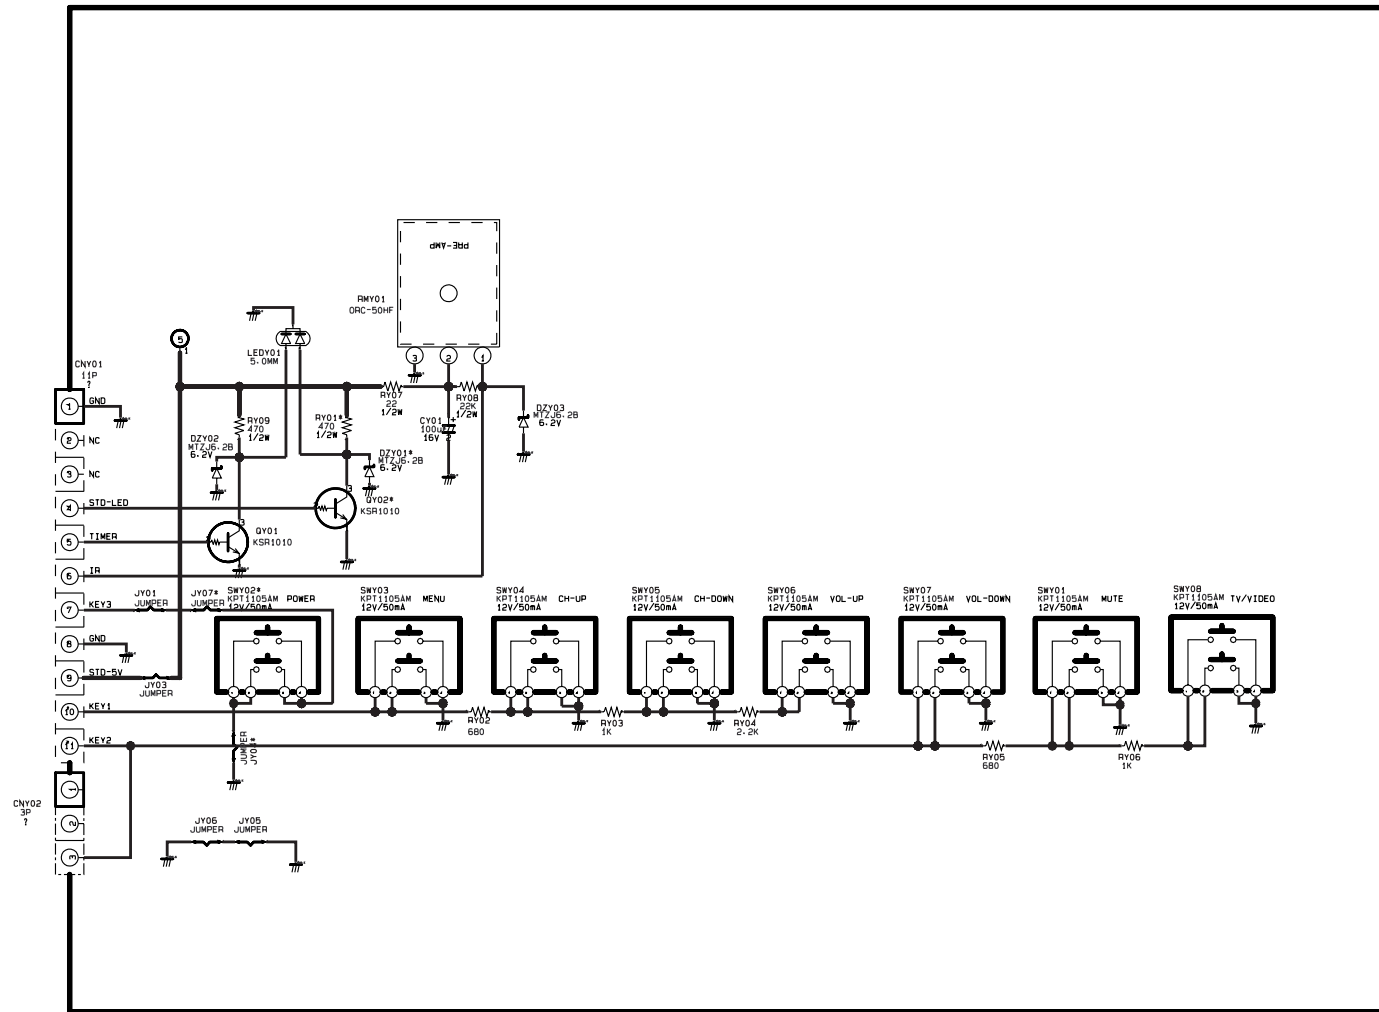 PRE-AMP
RMY01
ORC-50HF
3
2
1
LEDY01
5.0MM
5
1
CNY01
11P
?
RY07
22
1/2W
RY08
22K
1/2W
RY09
470
1/2W
RY01*
470
1/2W
CY01
100u
16V
DZY03
MTZJ6.2B
6.2V
DZY02
MTZJ6.2B
6.2V
DZY01*
MTZJ6.2B
6.2V
3
QY02*
KSR1010
3
QY01
KSR1010
1 GND
2 NC
3 NC
4 STD-LED
5 TIMER
6 IR
7 KEY3
8 GND
9 STD-5V
10 KEY1
11 KEY2
JY01
JUMPER
JY07*
JUMPER
JY03
JUMPER
SWY02*
KPT1105AM POWER
12V/50mA
SWY03
KPT1105AM MENU
12V/50mA
SWY04
KPT1105AM CH-UP
12V/50mA
SWY05
KPT1105AM CH-DOWN
12V/50mA
SWY06
KPT1105AM VOL-UP
12V/50mA
SWY07
KPT1105AM VOL-DOWN
12V/50mA
SWY01
KPT1105AM MUTE
12V/50mA
SWY08
KPT1105AM TV/VIDEO
12V/50mA
RY02
680
RY03
1K
RY04
2.2K
RY05
680
RY06
1K
JUMPER
JY04*
CNY02
3P
?
1
2
3
JY06
JUMPER
JY05
JUMPER